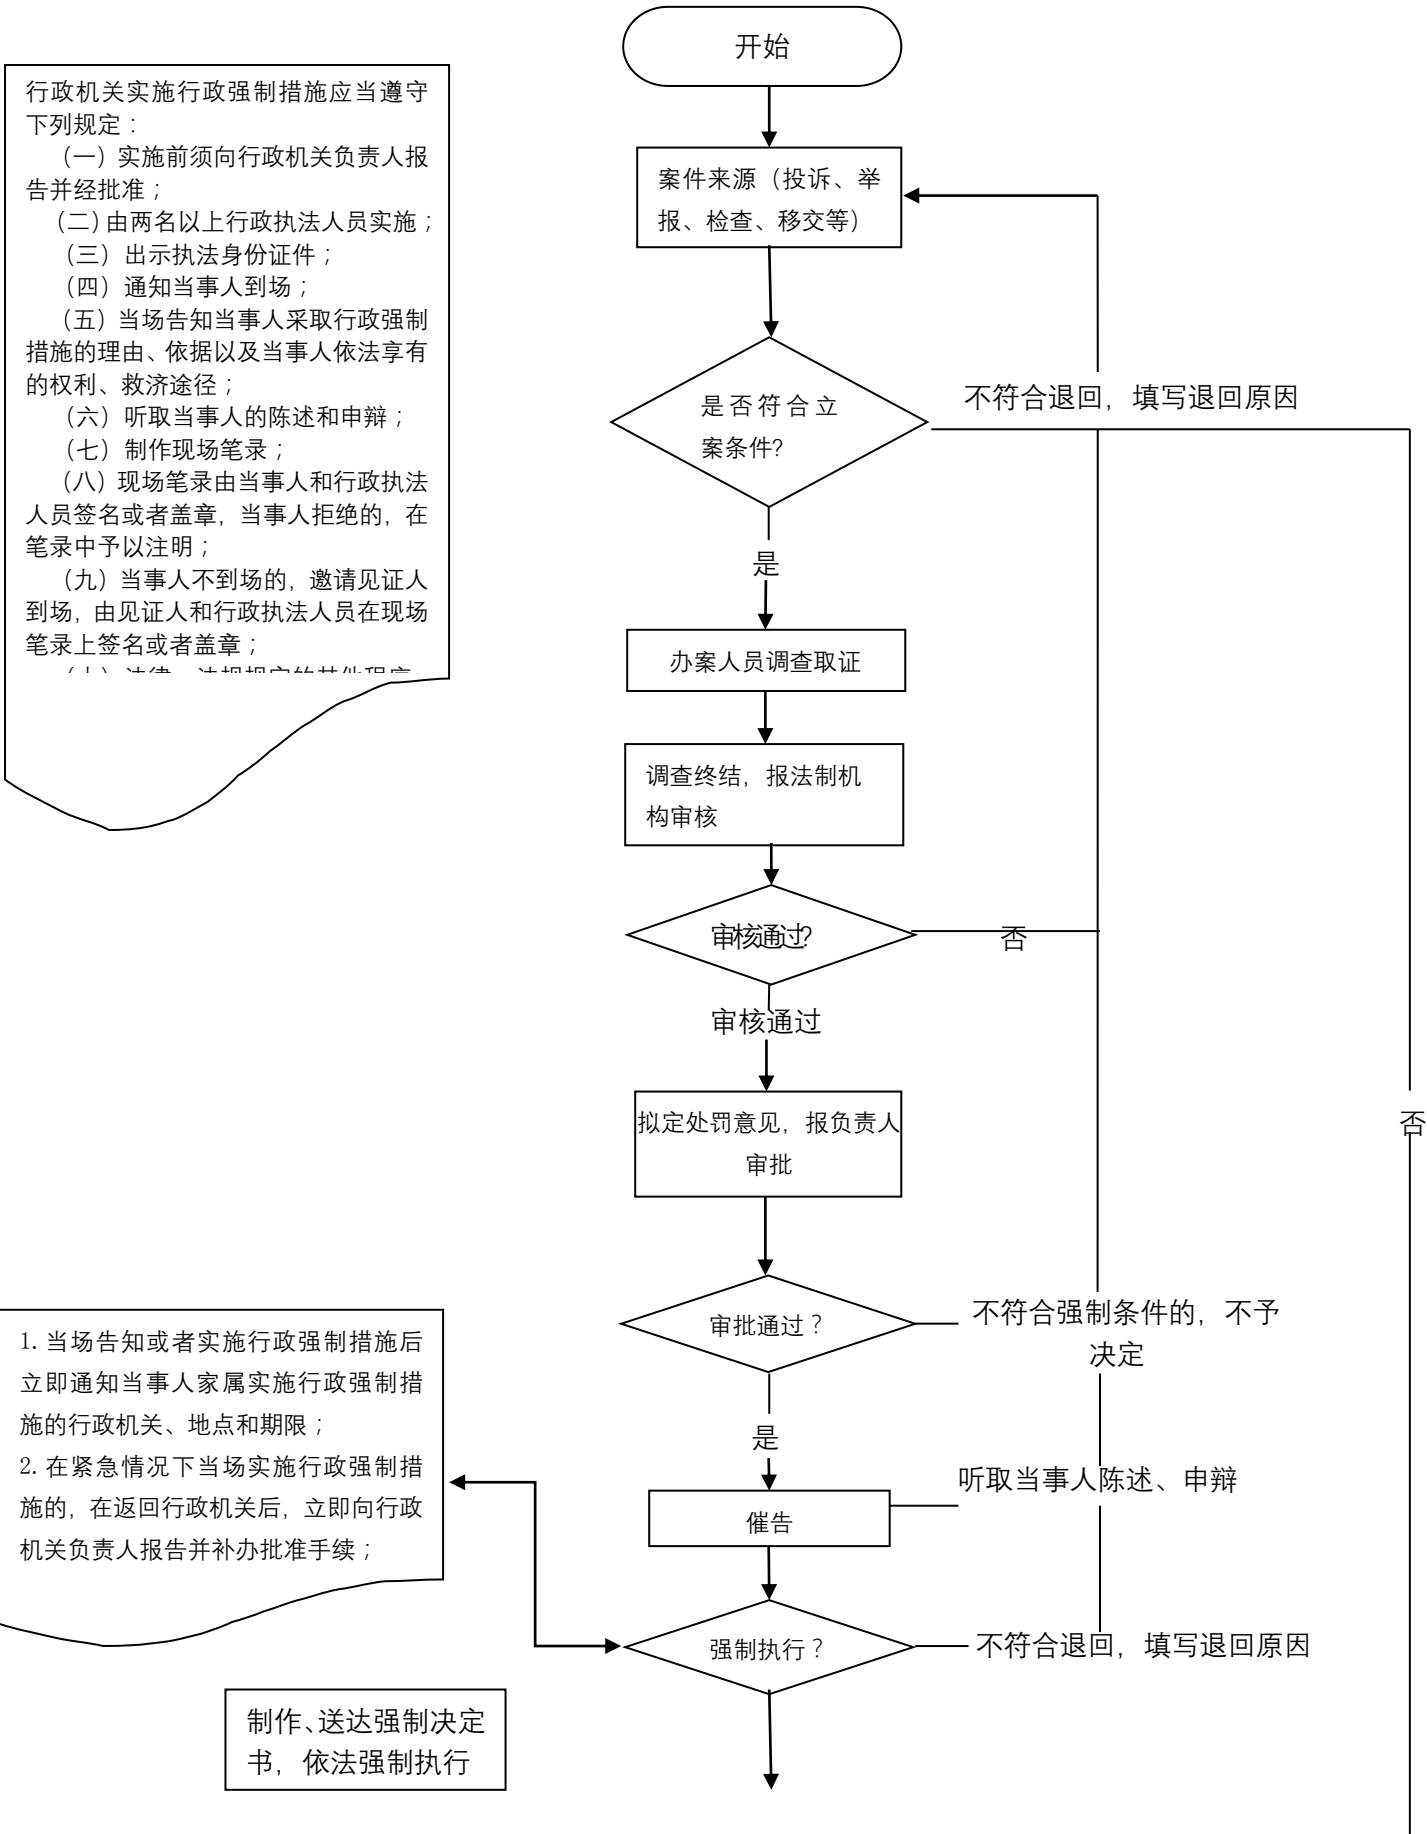 开始
行政机关实施行政强制措施应当遵守
下列规定：
（一）实施前须向行政机关负责人报
告并经批准；
（二）由两名以上行政执法人员实施；
（三）出示执法身份证件；
（四）通知当事人到场；
（五）当场告知当事人采取行政强制
措施的理由、依据以及当事人依法享有
的权利、救济途径；
（六）听取当事人的陈述和申辩；
（七）制作现场笔录；
（八）现场笔录由当事人和行政执法
人员签名或者盖章，当事人拒绝的，在
笔录中予以注明；
（九）当事人不到场的，邀请见证人
到场，由见证人和行政执法人员在现场
笔录上签名或者盖章；
案件来源（投诉、举
报、检查、移交等）
是否符合立
案条件?
不符合退回，填写退回原因
是
办案人员调查取证
调查终结，报法制机
构审核
审核通过?
否
审核通过
拟定处罚意见，报负责人
审批
否
审批通过？
不符合强制条件的，不予
决定
1.当场告知或者实施行政强制措施后
立即通知当事人家属实施行政强制措
施的行政机关、地点和期限；
2.在紧急情况下当场实施行政强制措
施的，在返回行政机关后，立即向行政
机关负责人报告并补办批准手续；
是
听取当事人陈述、申辩
催告
强制执行？
不符合退回，填写退回原因
制作、送达强制决定
书，依法强制执行